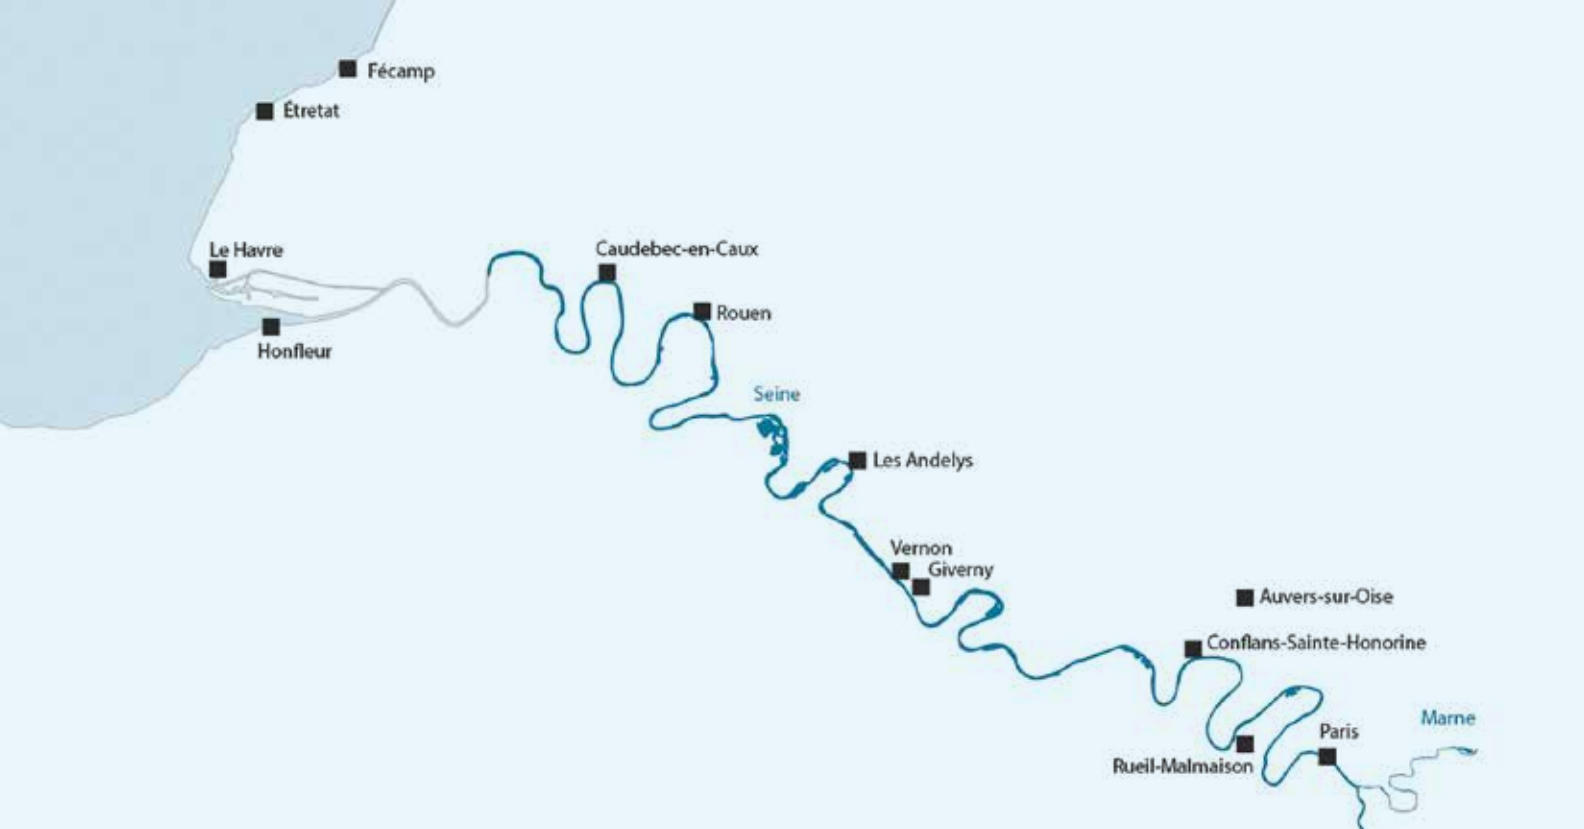 Fécamp
Étretat
Le Havre
Caudebec-en-Caux
Rouen
Honfleur
Seine
Les Andelys
Vernon
Giverny
Auvers-sur-Oise
Conflans-Sainte-Honorine
Marne
Paris
Rueil-Malmaison